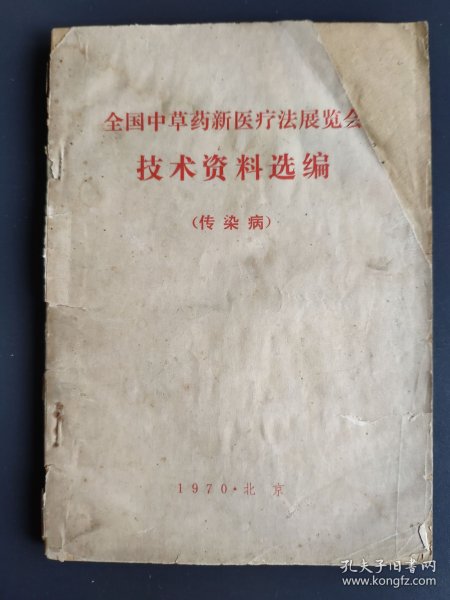 全国中草药新医疗法展览会
技术资料选编
(传染病)
1970·北京
孔夫子旧书网
www.kongfz.com